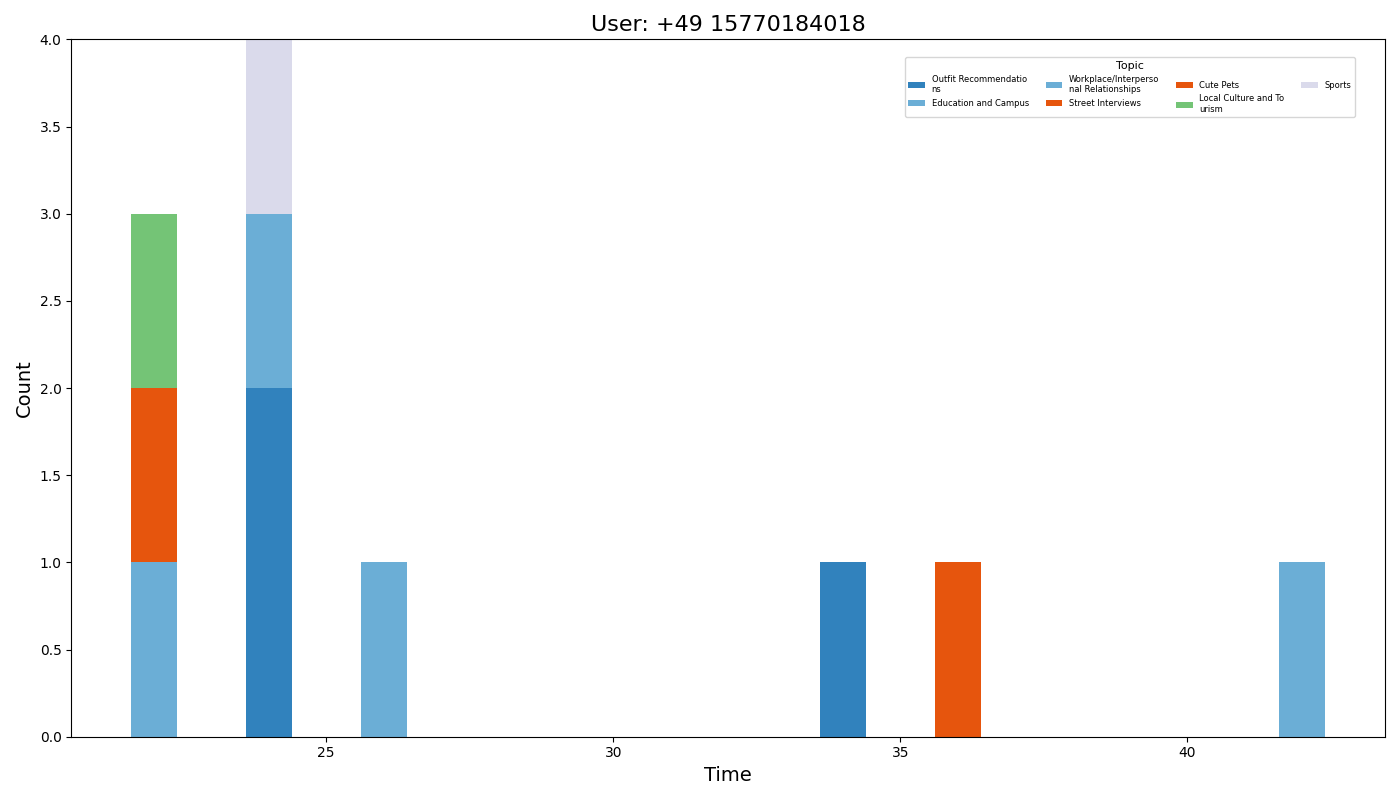 User: +49 15770184018
4.0
3.5
3.0
2.5
2.0
1.5
1.0
0.5
0.0
Count
Topic
Outfit Recommendatio
ns
Education and Campus
Workplace/Interperso
nal Relationships
Street Interviews
Cute Pets
Local Culture and To
urism
Sports
25
30
35
40
Time